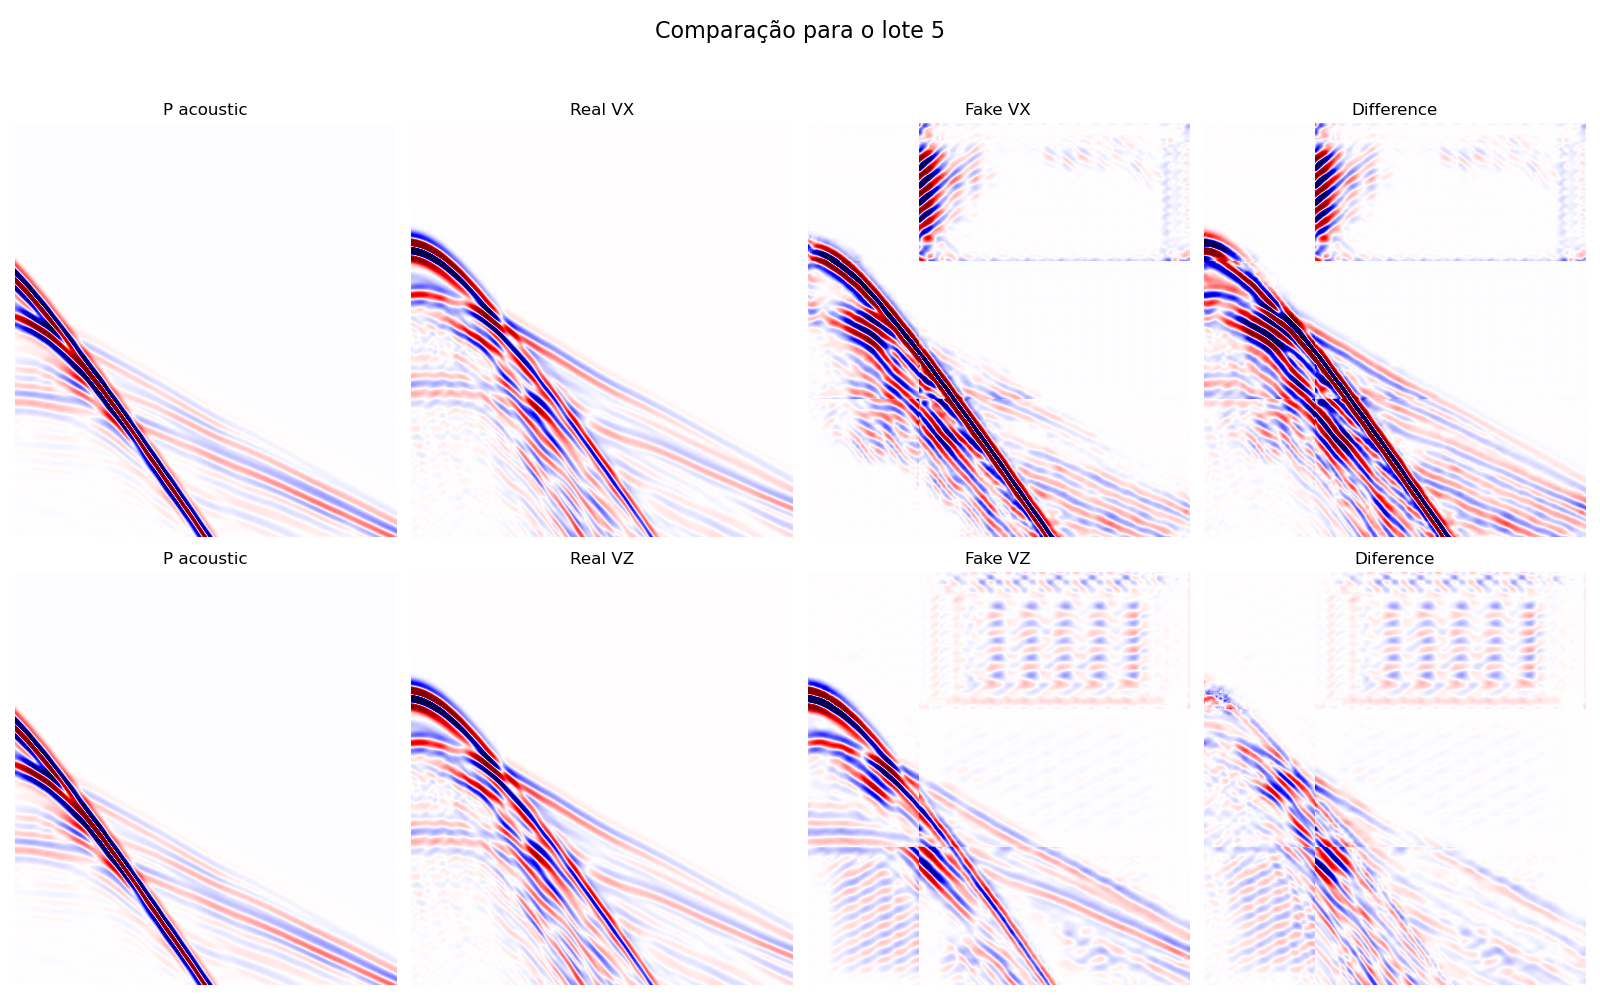 Comparação para o lote 5
P acoustic
Real VX
Fake VX
Difference
P acoustic
Real VZ
Fake VZ
Diference